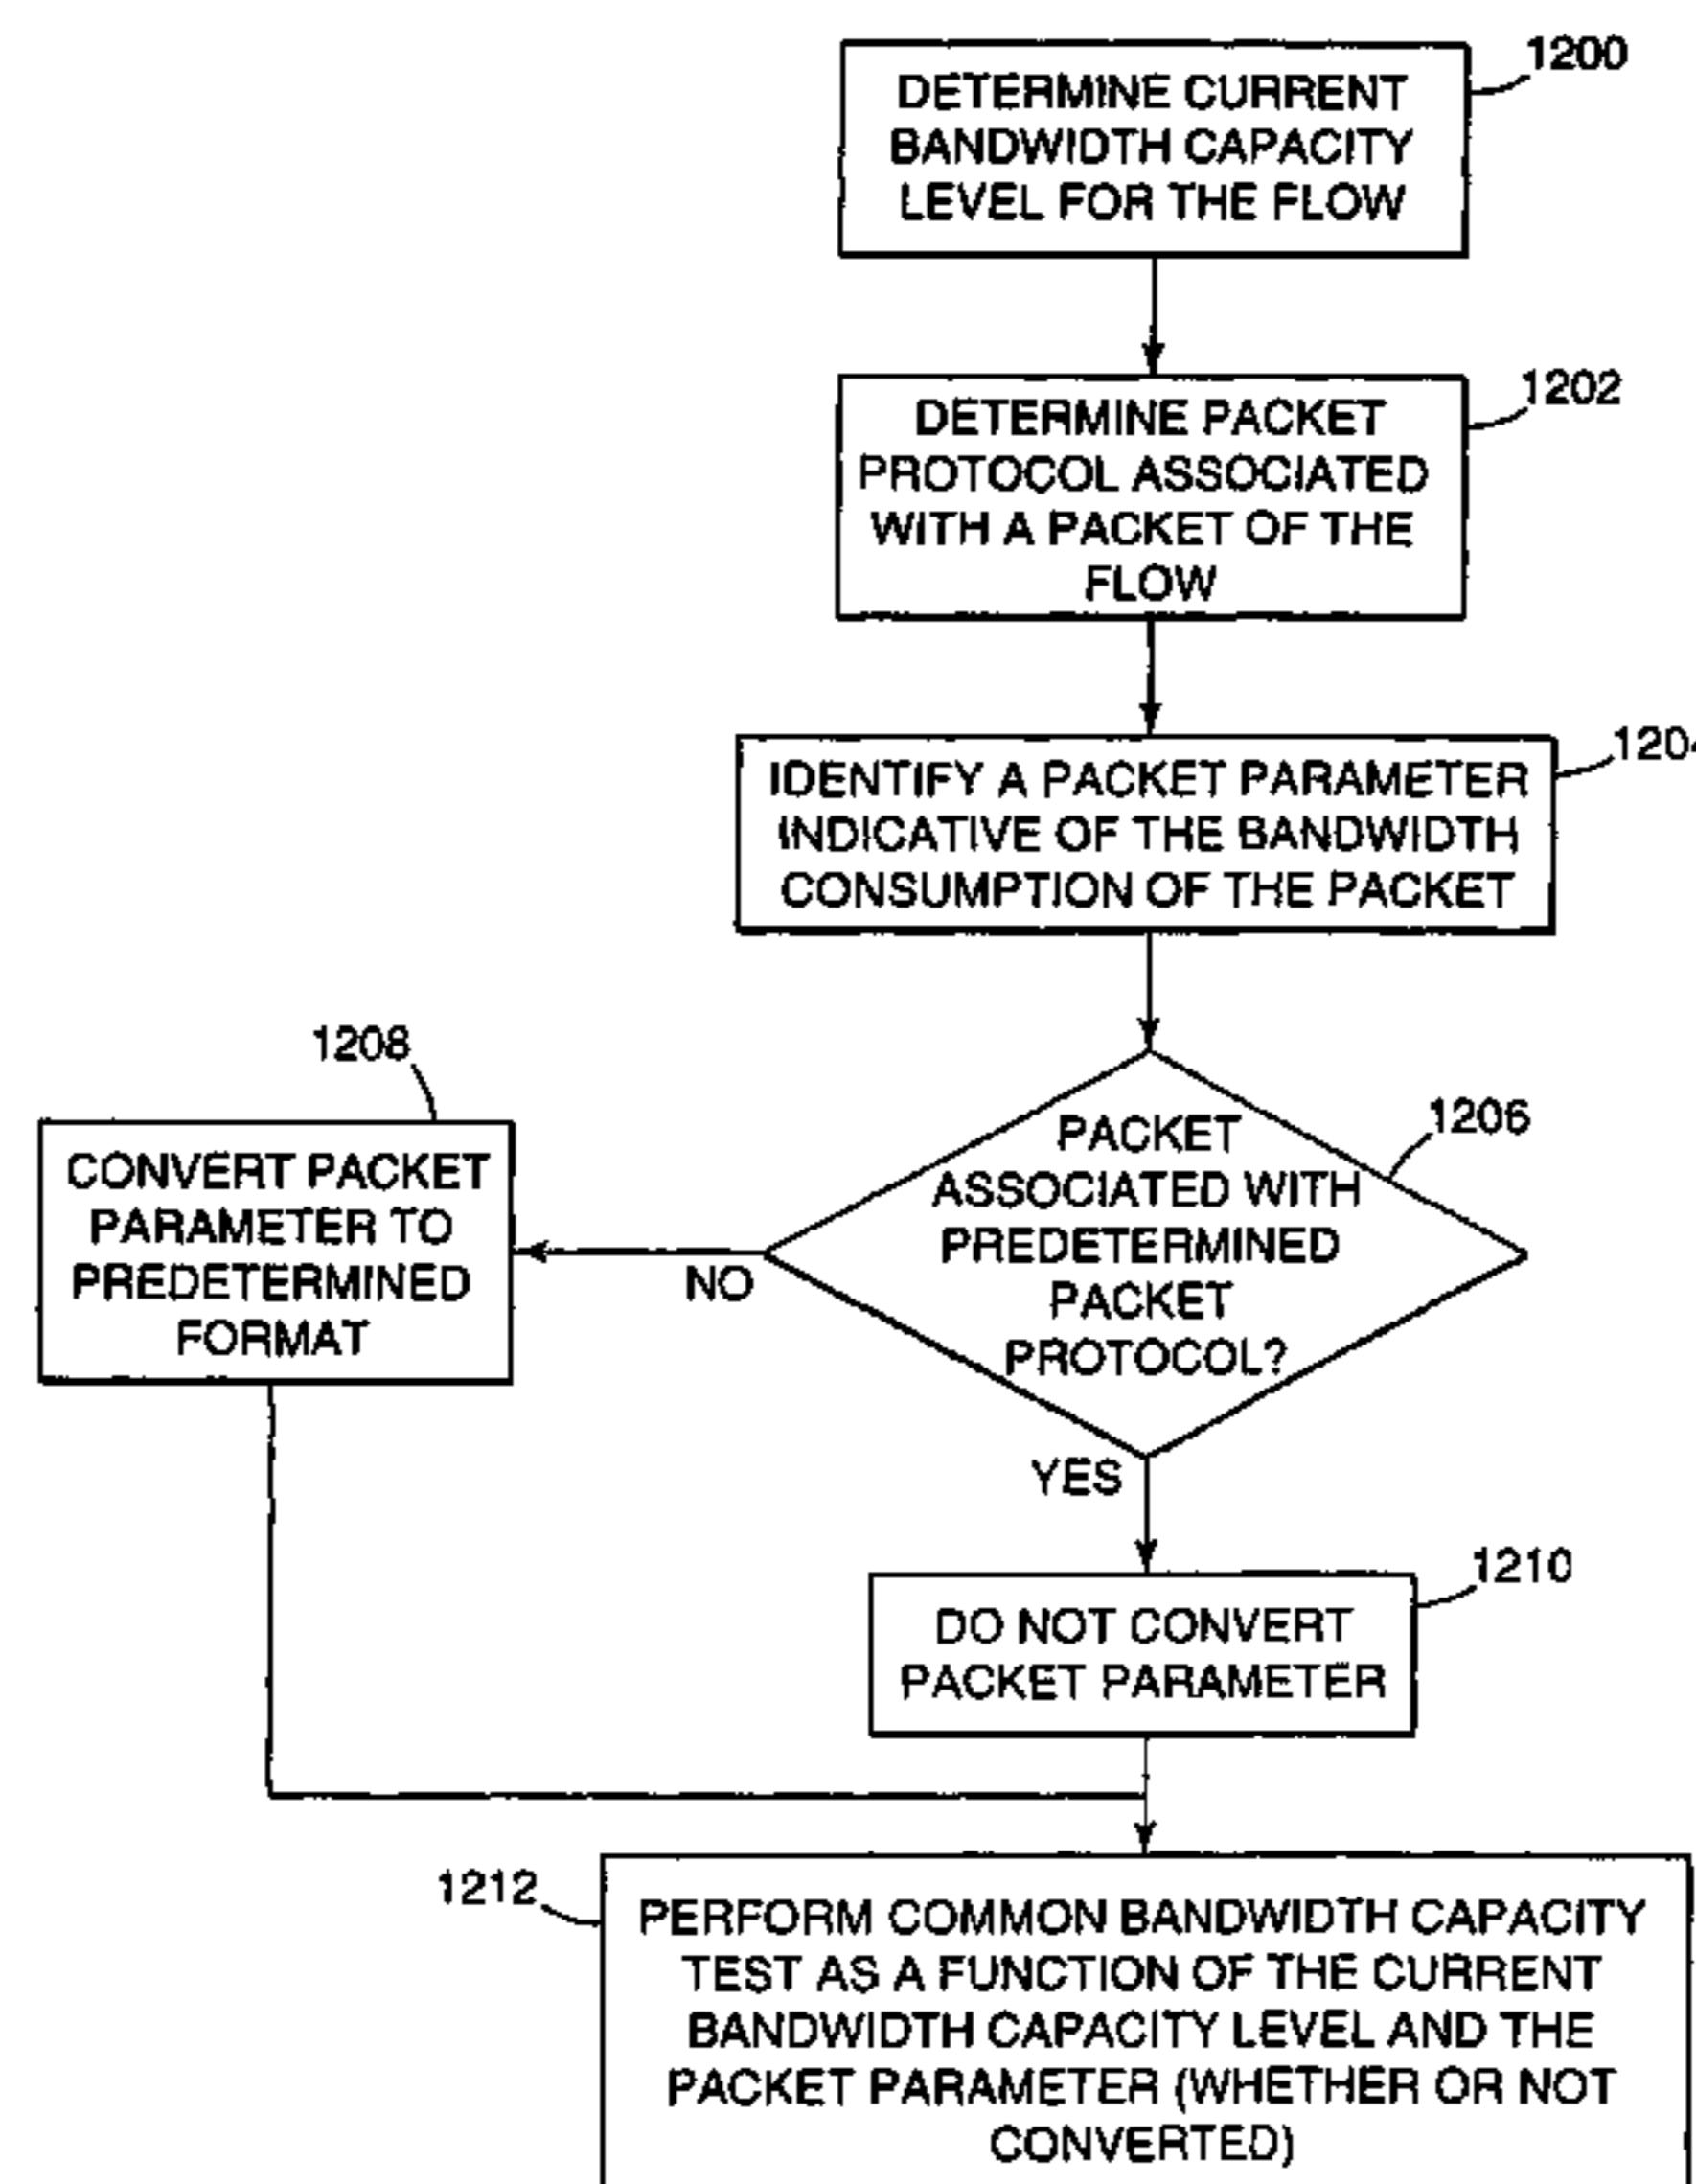 1200
DETERMINE CURRENT
BANDWIDTH CAPACITY
LEVEL FOR THE FLOW
1202
DETERMINE PACKET
PROTOCOL ASSOCIATED
WITH A PACKET OF THE
FLOW
1204
IDENTIFY A PACKET PARAMETER
INDICATIVE OF THE BANDWIDTH
CONSUMPTION OF THE PACKET
1206
PACKET
ASSOCIATED WITH
PREDETERMINED
PACKET
PROTOCOL?
NO
1208
CONVERT PACKET
PARAMETER TO
PREDETERMINED
FORMAT
YES
1210
DO NOT CONVERT
PACKET PARAMETER
1212
PERFORM COMMON BANDWIDTH CAPACITY
TEST AS A FUNCTION OF THE CURRENT
BANDWIDTH CAPACITY LEVEL AND THE
PACKET PARAMETER (WHETHER OR NOT
CONVERTED)